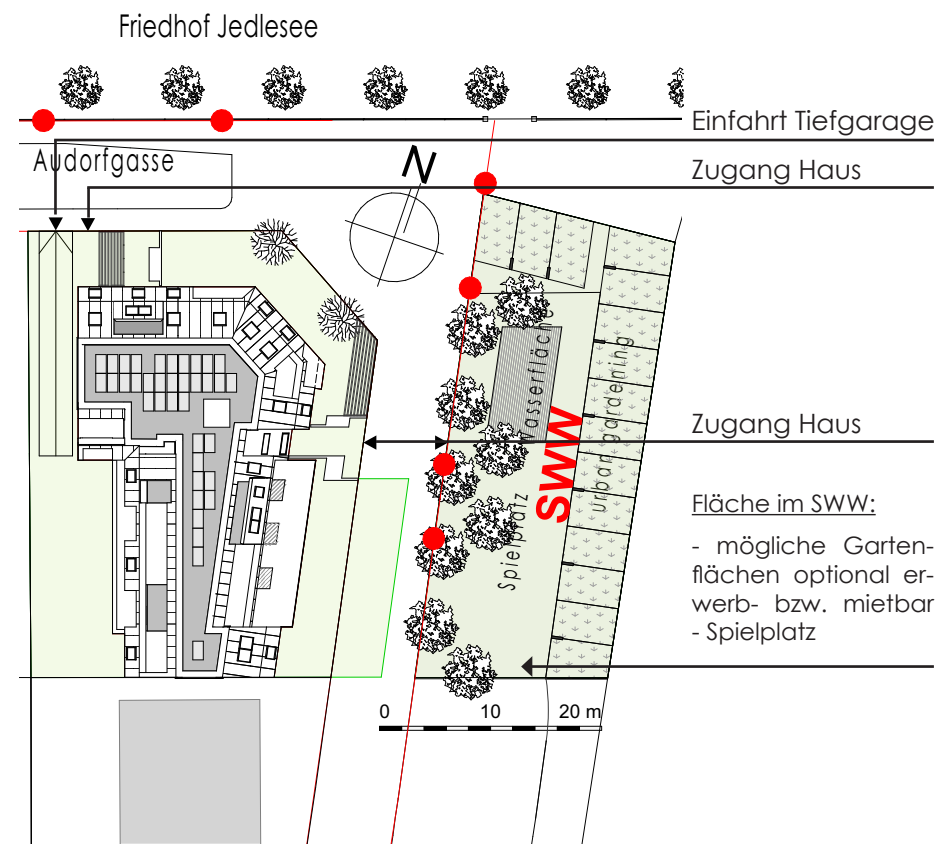 Friedhof Jedlesee
Einfahrt Tiefgarage
Audorfgasse
N
Zugang Haus
Wasserfläche
urban gardening
SWW
Spielplatz
Zugang Haus
Fläche im SWW:
- mögliche Garten-
flächen optional er-
werb- bzw. mietbar
- Spielplatz
0 10 20 m